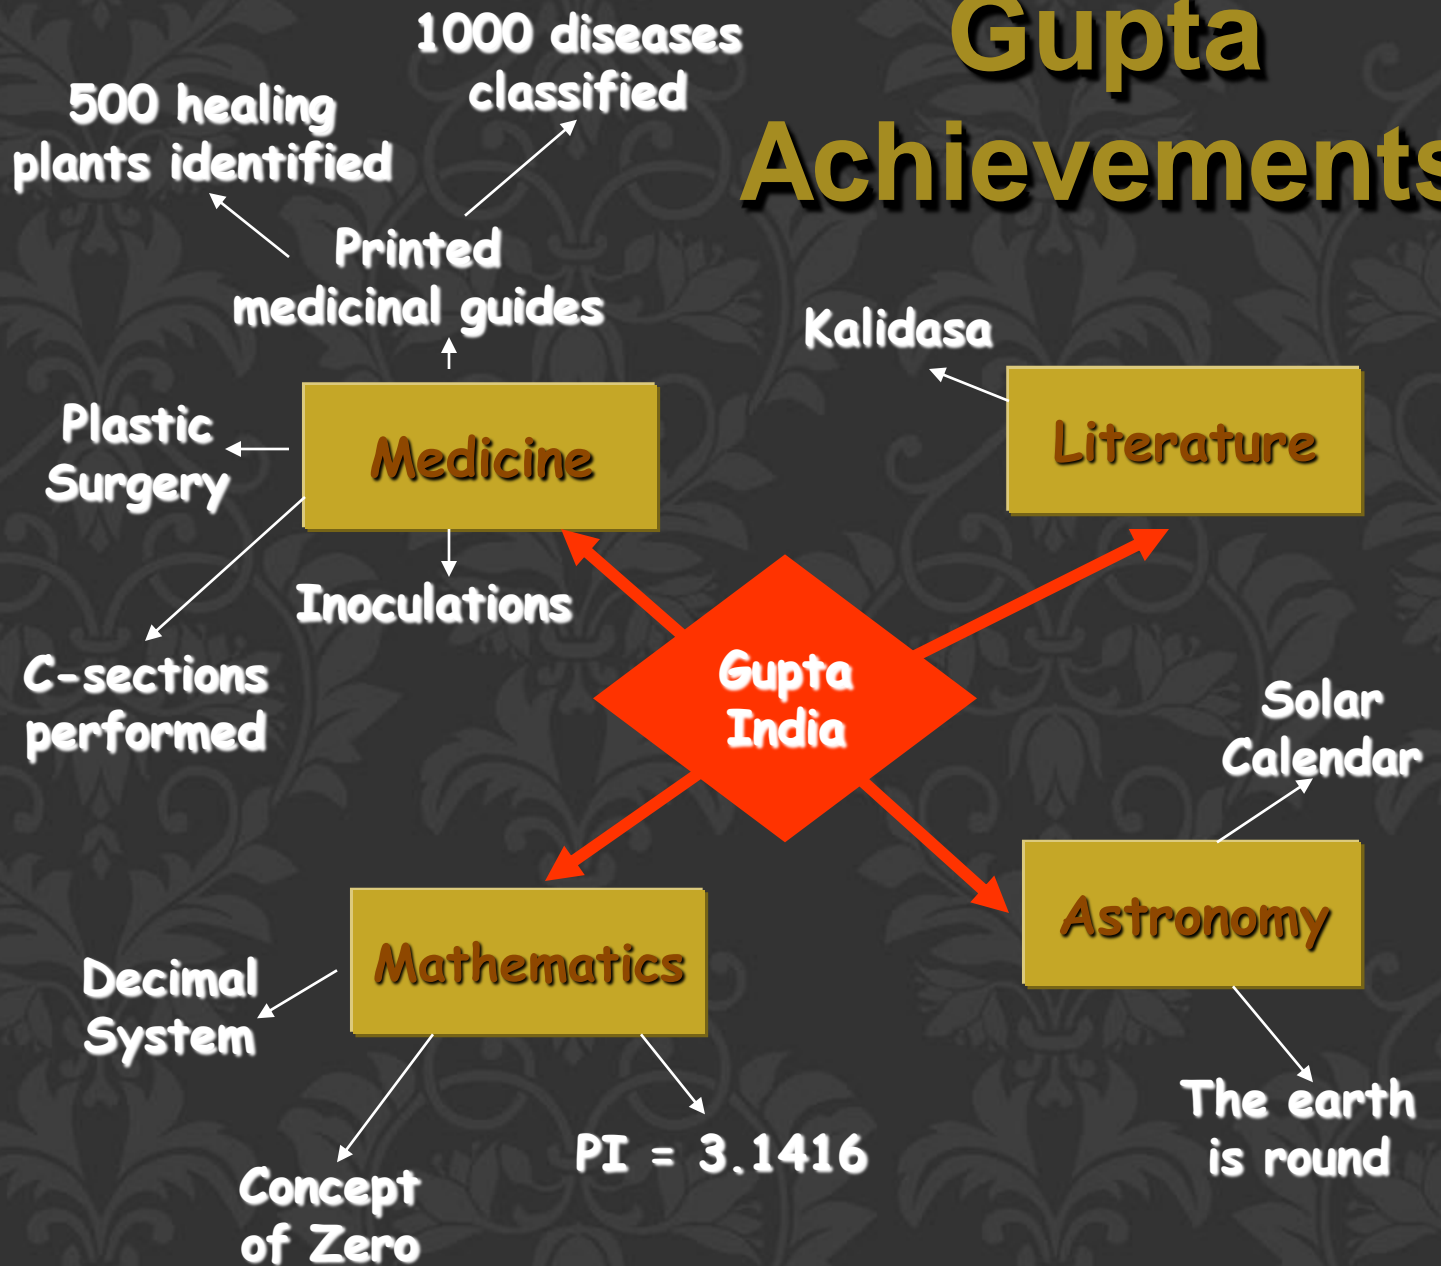 Gupta
Achievements
1000 diseases
classified
500 healing
plants identified
Printed
medicinal guides
Kalidasa
Literature
Plastic
Surgery
Medicine
Inoculations
C-sections
performed
Gupta
India
Solar
Calendar
Astronomy
Mathematics
Decimal
System
The earth
is round
PI = 3.1416
Concept
of Zero